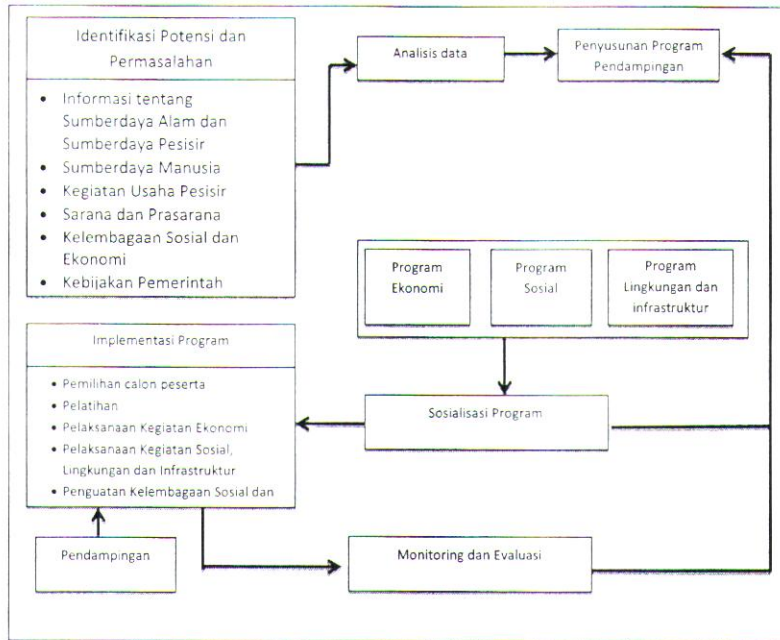 Identifikasi Potensi dan
Permasalahan
• Informasi tentang
Sumberdaya Alam dan
Sumberdaya Pesisir
• Sumberdaya Manusia
• Kegiatan Usaha Pesisir
• Sarana dan Prasarana
• Kelembagaan Sosial dan
Ekonomi
• Kebijakan Pemerintah
Analisis data
Penyusunan Program
Pendampingan
Program
Ekonomi
Program
Sosial
Program
Lingkungan dan
infrastruktur
Sosialisasi Program
Implementasi Program
• Pemilihan calon peserta
• Pelatihan
• Pelaksanaan Kegiatan Ekonomi
• Pelaksanaan Kegiatan Sosial,
Lingkungan dan Infrastruktur
• Penguatan Kelembagaan Sosial dan
Pendampingan
Monitoring dan Evaluasi